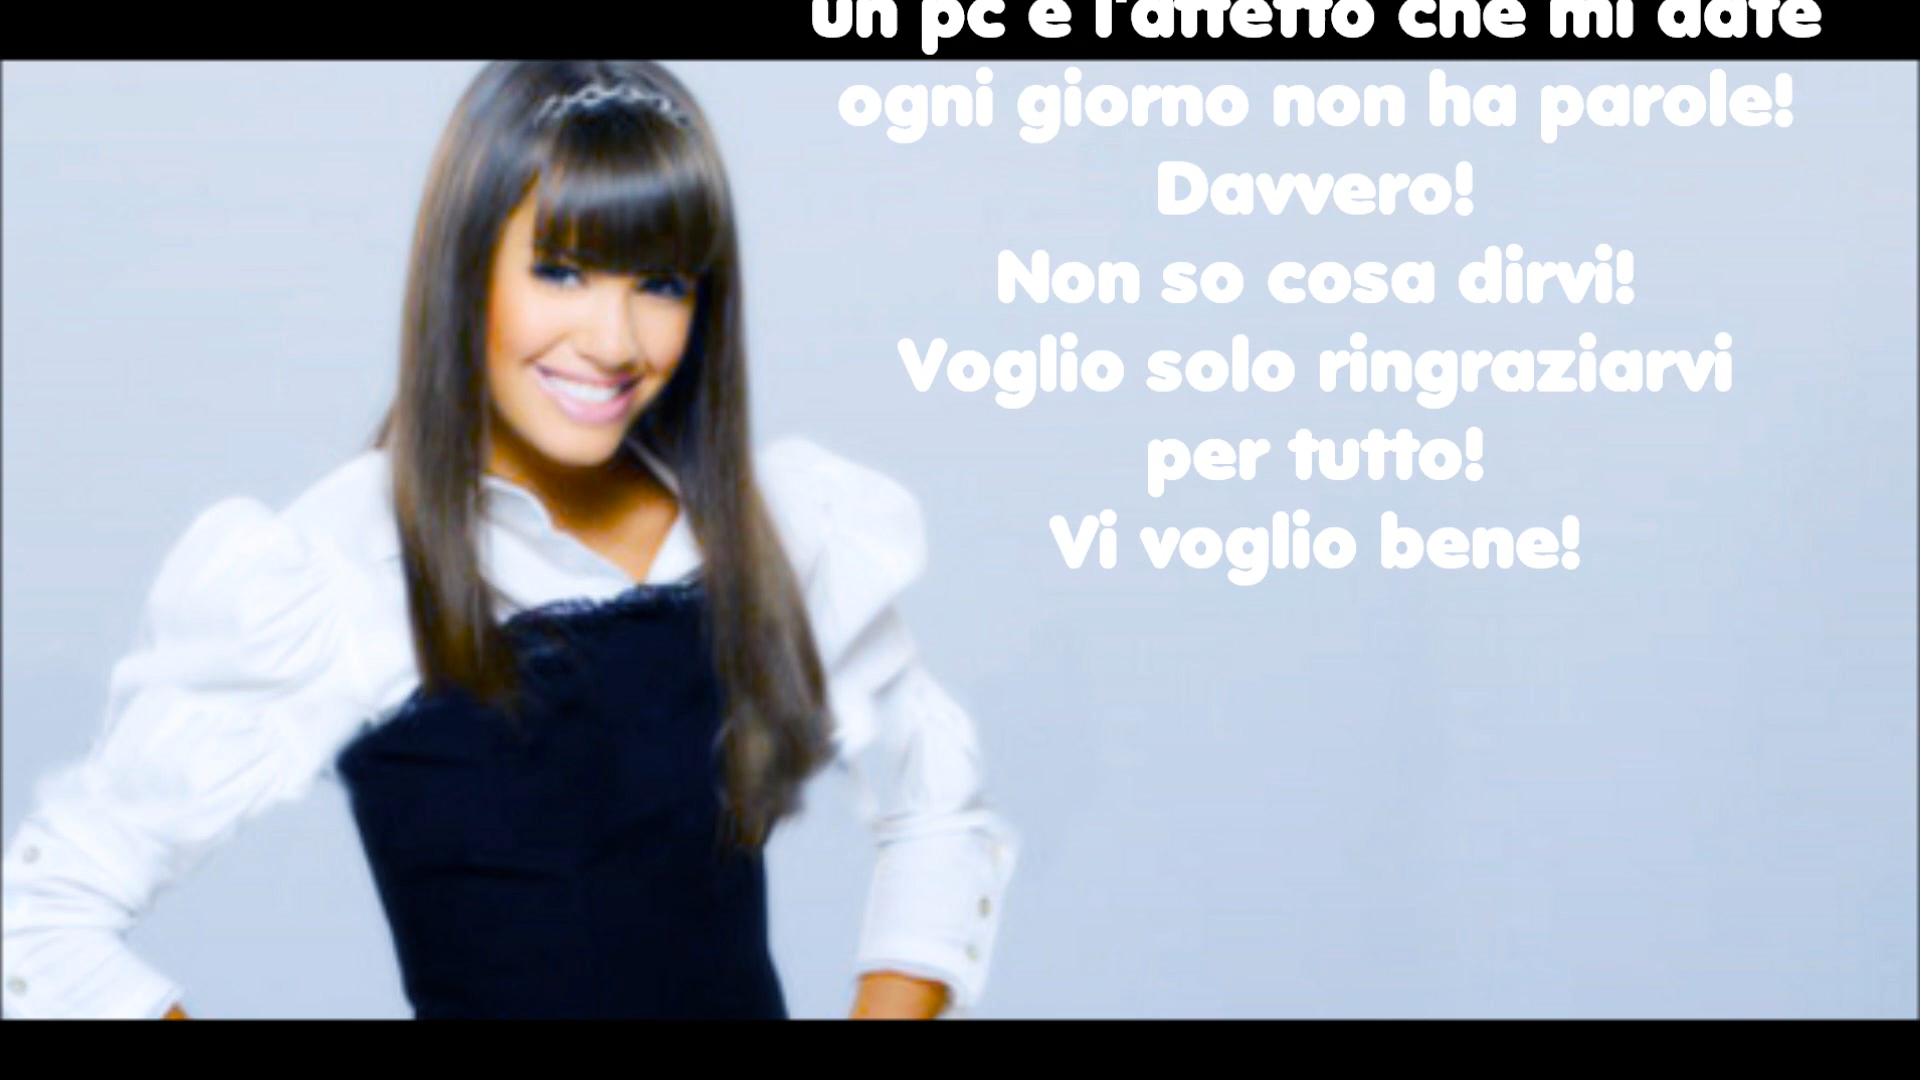 un pc e l'affetto che mi date
ogni giorno non ha parole!
Davvero!
Non so cosa dirvi!
Voglio solo ringraziarvi
per tutto!
Vi voglio bene!